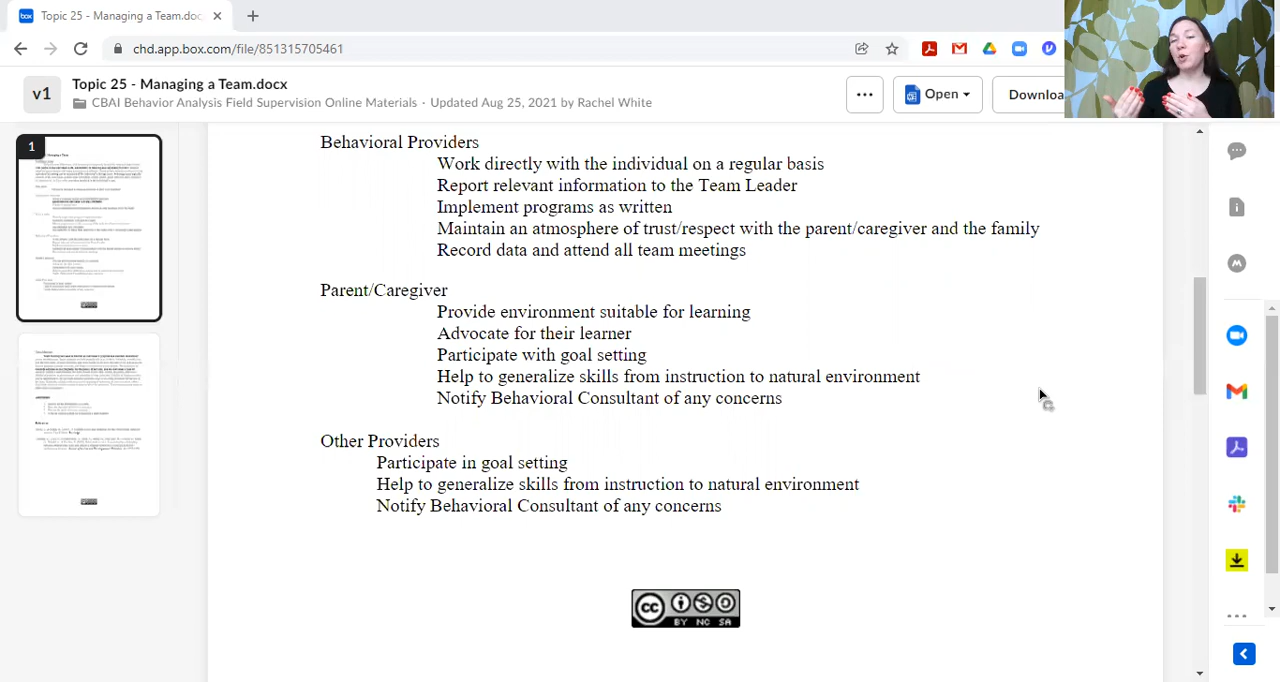 Topic 25 - Managing a Team.doc
chd.app.box.com/file/851315705461
v1
Topic 25 - Managing a Team.docx
CBAI Behavior Analysis Field Supervision Online Materials · Updated Aug 25, 2021 by Rachel White
Open
Downloa
1
Behavioral Providers
Work directly with the individual on a regular basis
Report relevant information to the Team Leader
Implement programs as written
Maintain an atmosphere of trust/respect with the parent/caregiver and the family
Record data and attend all team meetings
Parent/Caregiver
Provide environment suitable for learning
Advocate for their learner
Participate with goal setting
Help to generalize skills from instruction to natural environment
Notify Behavioral Consultant of any concerns
Other Providers
Participate in goal setting
Help to generalize skills from instruction to natural environment
Notify Behavioral Consultant of any concerns
cc
BY NC SA